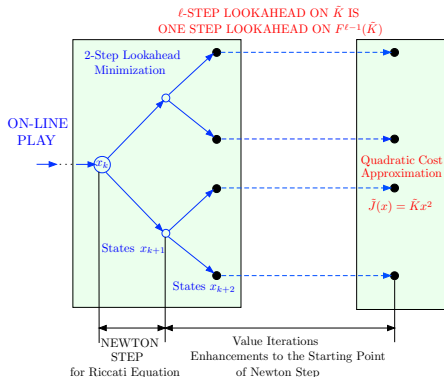 ℓ-STEP LOOKAHEAD ON K̃ IS
ONE STEP LOOKAHEAD ON F^{ℓ−1}(K̃)
2-Step Lookahead
Minimization
ON-LINE
PLAY
x_k
Quadratic Cost
Approximation
J̃(x) = K̃x²
States x_{k+1}
States x_{k+2}
NEWTON
STEP
for Riccati Equation
Value Iterations
Enhancements to the Starting Point
of Newton Step